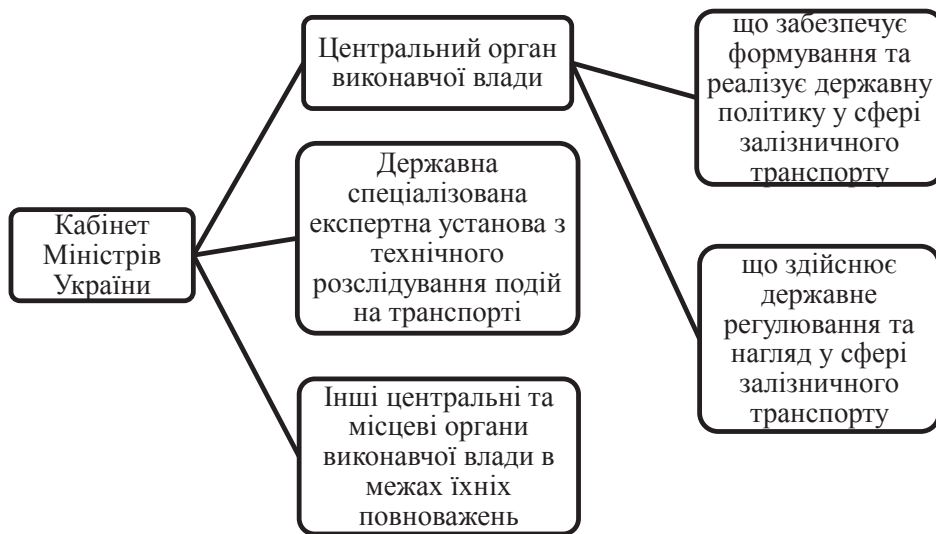 Кабінет
Міністрів
України
Центральний орган
виконавчої влади
Державна
спеціалізована
експертна установа з
технічного
розслідування подій
на транспорті
Інші центральні та
місцеві органи
виконавчої влади в
межах їхніх
повноважень
що забезпечує
формування та
реалізує державну
політику у сфері
залізничного
транспорту
що здійснює
державне
регулювання та
нагляд у сфері
залізничного
транспорту